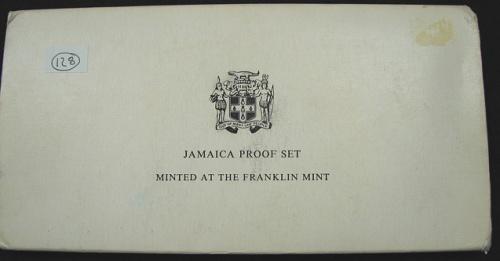 128
JAMAICA PROOF SET
MINTED AT THE FRANKLIN MINT